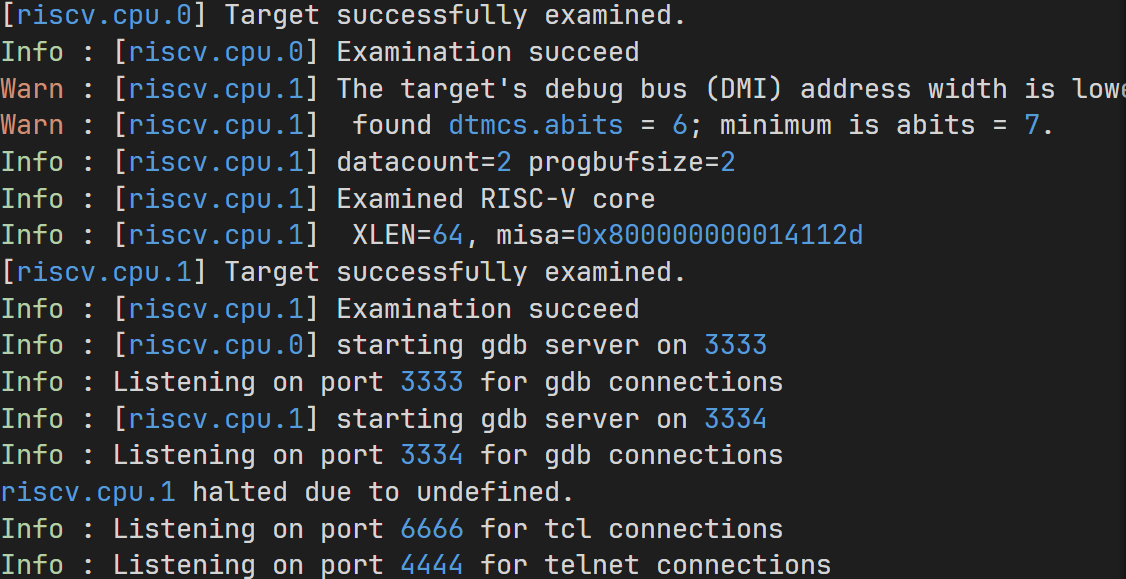 [riscv.cpu.0] Target successfully examined.
Info : [riscv.cpu.0] Examination succeed
Warn : [riscv.cpu.1] The target's debug bus (DMI) address width is lowe
Warn : [riscv.cpu.1]  found dtmcs.abits = 6; minimum is abits = 7.
Info : [riscv.cpu.1] datacount=2 progbufsize=2
Info : [riscv.cpu.1] Examined RISC-V core
Info : [riscv.cpu.1]  XLEN=64, misa=0x800000000014112d
[riscv.cpu.1] Target successfully examined.
Info : [riscv.cpu.1] Examination succeed
Info : [riscv.cpu.0] starting gdb server on 3333
Info : Listening on port 3333 for gdb connections
Info : [riscv.cpu.1] starting gdb server on 3334
Info : Listening on port 3334 for gdb connections
riscv.cpu.1 halted due to undefined.
Info : Listening on port 6666 for tcl connections
Info : Listening on port 4444 for telnet connections